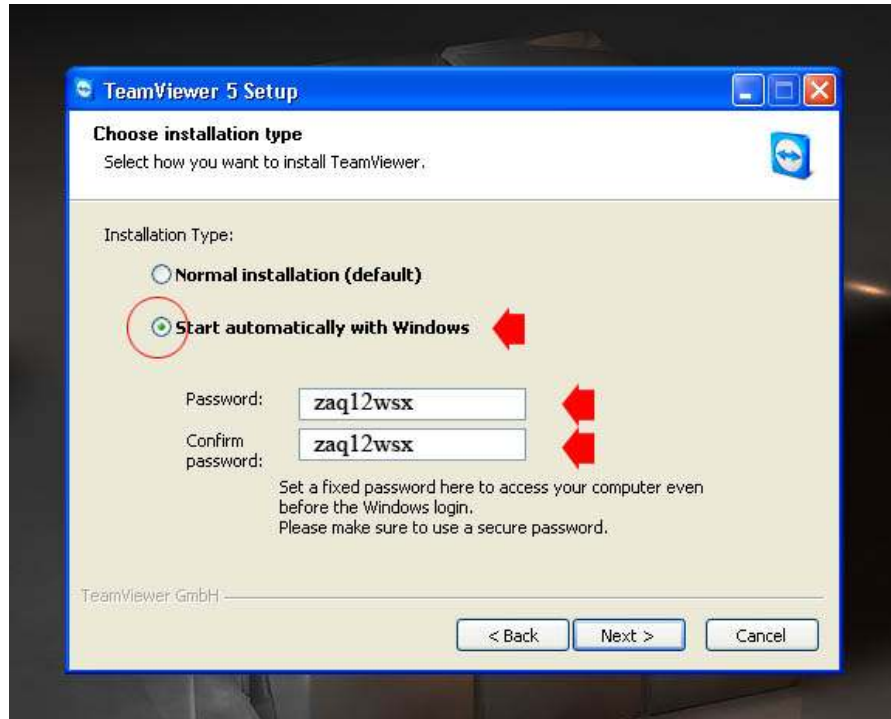 TeamViewer 5 Setup
Choose installation type
Select how you want to install TeamViewer.
Installation Type:
Normal installation (default)
Start automatically with Windows
Password:
zaq12wsx
Confirm
password:
zaq12wsx
Set a fixed password here to access your computer even
before the Windows login.
Please make sure to use a secure password.
TeamViewer GmbH
< Back
Next >
Cancel